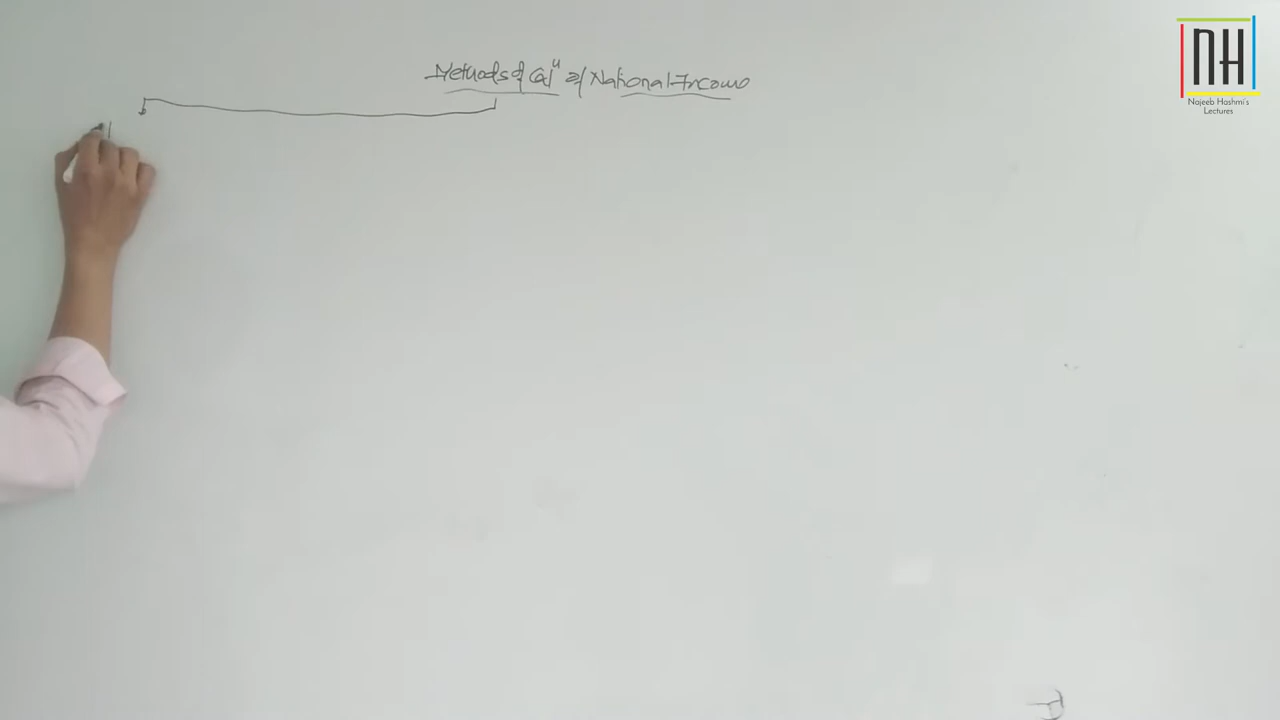 Methods of Calⁿ of National Income
NH
Najeeb Hashmi's
Lectures